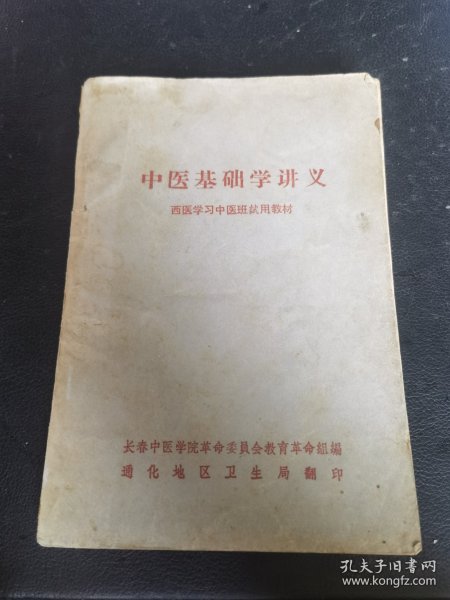 中医基础学讲义
西医学习中医班试用教材
长春中医学院革命委员会教育革命组编
通化地区卫生局翻印
孔夫子旧书网
www.kongfz.com